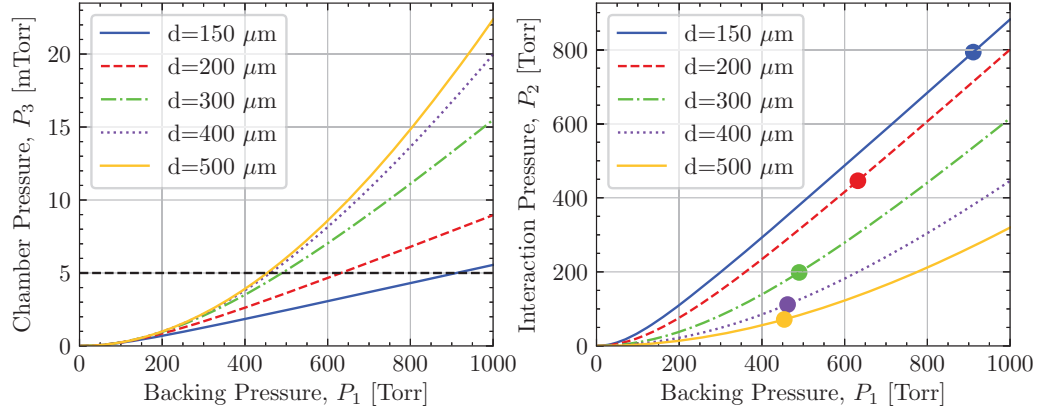 Chamber Pressure, P₃ [mTorr]
20
15
10
5
0
d=150 μm
d=200 μm
d=300 μm
d=400 μm
d=500 μm
0 200 400 600 800 1000
Backing Pressure, P₁ [Torr]
Interaction Pressure, P₂ [Torr]
800
600
400
200
0
d=150 μm
d=200 μm
d=300 μm
d=400 μm
d=500 μm
0 200 400 600 800 1000
Backing Pressure, P₁ [Torr]